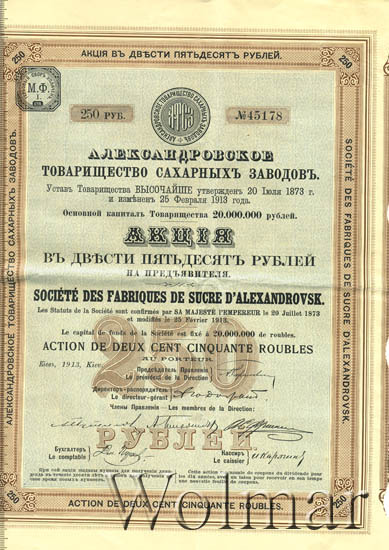 АКЦІЯ ВЪ ДВѢСТИ ПЯТЬДЕСЯТЪ РУБЛЕЙ.
250
250
М.Ф.
250 РУБ.
№45178
АЛЕКСАНДРОВСКОЕ
ТОВАРИЩЕСТВО САХАРНЫХЪ ЗАВОДОВЪ.
Уставъ Товарищества ВЫСОЧАЙШЕ утвержденъ 20 Іюля 1873 г.
и измѣненъ 25 Февраля 1913 года.
Основной капиталъ Товарищества 20.000.000 рублей.
АКЦІЯ
ВЪ ДВѢСТИ ПЯТЬДЕСЯТЪ РУБЛЕЙ
НА ПРЕДЪЯВИТЕЛЯ.
SOCIÉTÉ DES FABRIQUES DE SUCRE D'ALEXANDROVSK.
Les Statuts de la Société sont confirmés par SA MAJESTÉ l'EMPEREUR le 20 Juillet 1873
et modifiés le 25 Février 1913.
Le capital de fonds de la Société est fixé à 20.000.000 de roubles.
ACTION DE DEUX CENT CINQUANTE ROUBLES
AU PORTEUR
250
Kiew, 1913, Kiew
Предсѣдатель Правленія
Le président de la Direction
Директоръ-распорядитель
Le directeur-gérant
Члены Правленія - Les membres de la Direction:
РУБЛЕЙ
Бухгалтеръ
Le comptable
Кассиръ
Le caissier
250
250
ACTION DE DEUX CENT CINQUANTE ROUBLES.
АЛЕКСАНДРОВСКОЕ ТОВАРИЩЕСТВО САХАРНЫХЪ ЗАВОДОВЪ.
SOCIÉTÉ DES FABRIQUES DE SUCRE D'ALEXANDROVSK.
Wolmar